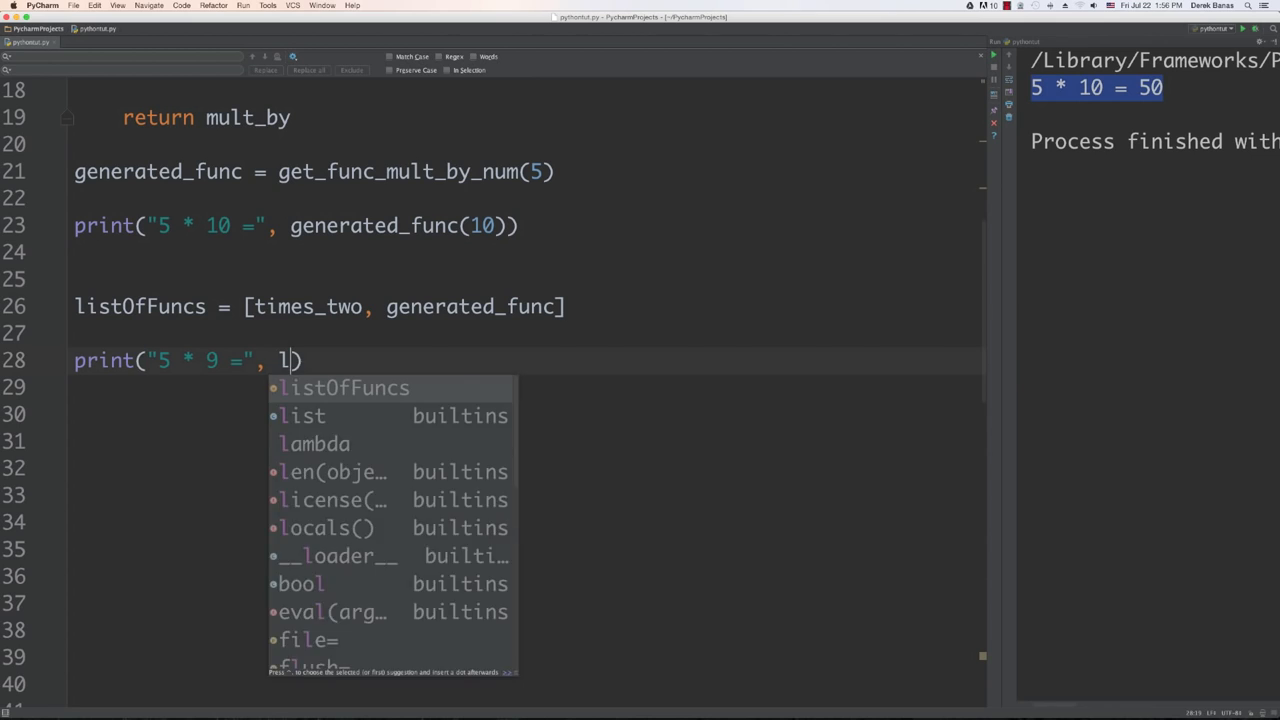 PyCharm File Edit View Navigate Code Refactor Run Tools VCS Window Help
10 Fri Jul 22 1:56 PM Derek Banas
pythontut.py - PyCharmProjects - [~/PycharmProjects]
PycharmProjects pythontut.py
pythontut
pythontut.py
Run pythontut
Match Case Regex Words
Replace Replace all Exclude Preserve Case In Selection
/Library/Frameworks/P
5 * 10 = 50
Process finished with
18
19 return mult_by
20
21 generated_func = get_func_mult_by_num(5)
22
23 print("5 * 10 =", generated_func(10))
24
25
26 listOfFuncs = [times_two, generated_func]
27
28 print("5 * 9 =", l)
29 listOfFuncs
30 list builtins
31 lambda
32 len(obje… builtins
33 license(… builtins
34 locals() builtins
35 __loader__ builti…
36 bool builtins
37 eval(arg… builtins
38 file=
39 flush=
Press ^. to choose the selected (or first) suggestion and insert a dot afterwards >>
40
41
28:19 LF÷ UTF-8÷